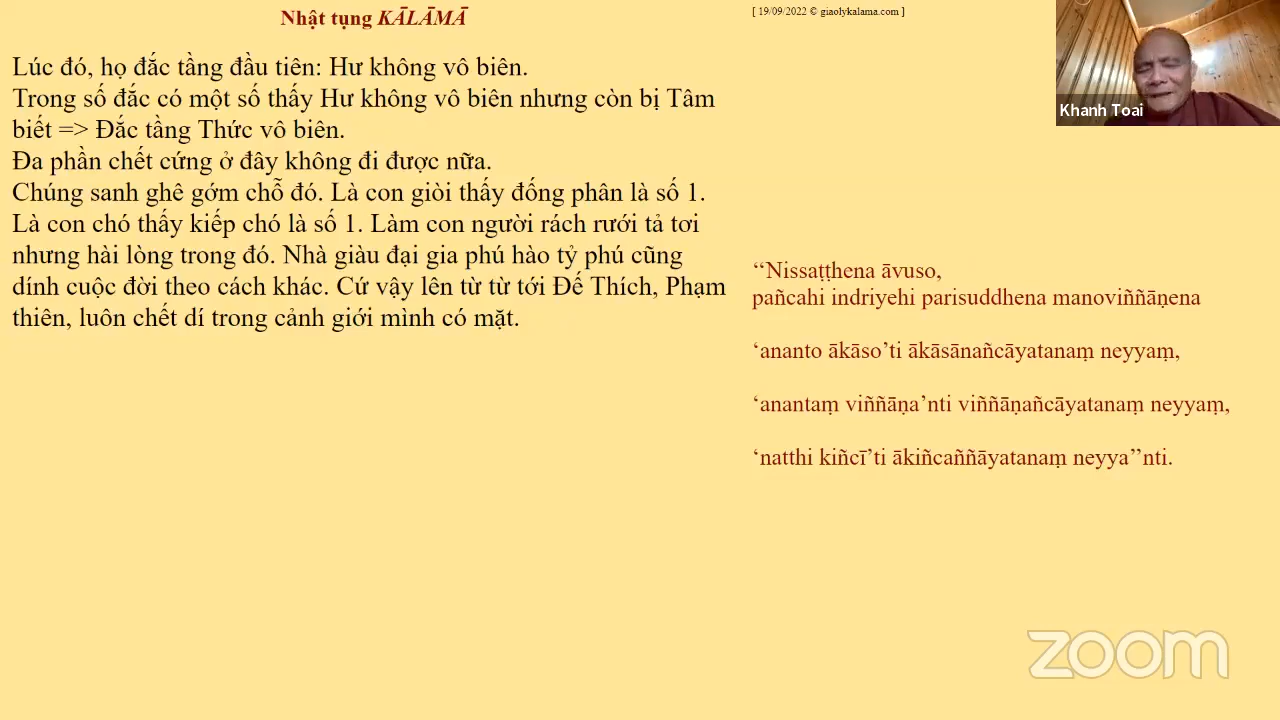 Nhật tụng KĀLĀMĀ
[ 19/09/2022 © giaolykalama.com ]
Lúc đó, họ đắc tầng đầu tiên: Hư không vô biên.
Trong số đắc có một số thấy Hư không vô biên nhưng còn bị Tâm
biết => Đắc tầng Thức vô biên.
Đa phần chết cứng ở đây không đi được nữa.
Chúng sanh ghê gớm chỗ đó. Là con giòi thấy đống phân là số 1.
Là con chó thấy kiếp chó là số 1. Làm con người rách rưới tả tơi
nhưng hài lòng trong đó. Nhà giàu đại gia phú hào tỷ phú cũng
dính cuộc đời theo cách khác. Cứ vậy lên từ từ tới Đế Thích, Phạm
thiên, luôn chết dí trong cảnh giới mình có mặt.
“Nissaṭṭhena āvuso,
pañcahi indriyehi parisuddhena manoviññāṇena
‘ananto ākāso’ti ākāsānañcāyatanaṃ neyyaṃ,
‘anantaṃ viññāṇa’nti viññāṇañcāyatanaṃ neyyaṃ,
‘natthi kiñcī’ti ākiñcaññāyatanaṃ neyya”nti.
Khanh Toai
zoom